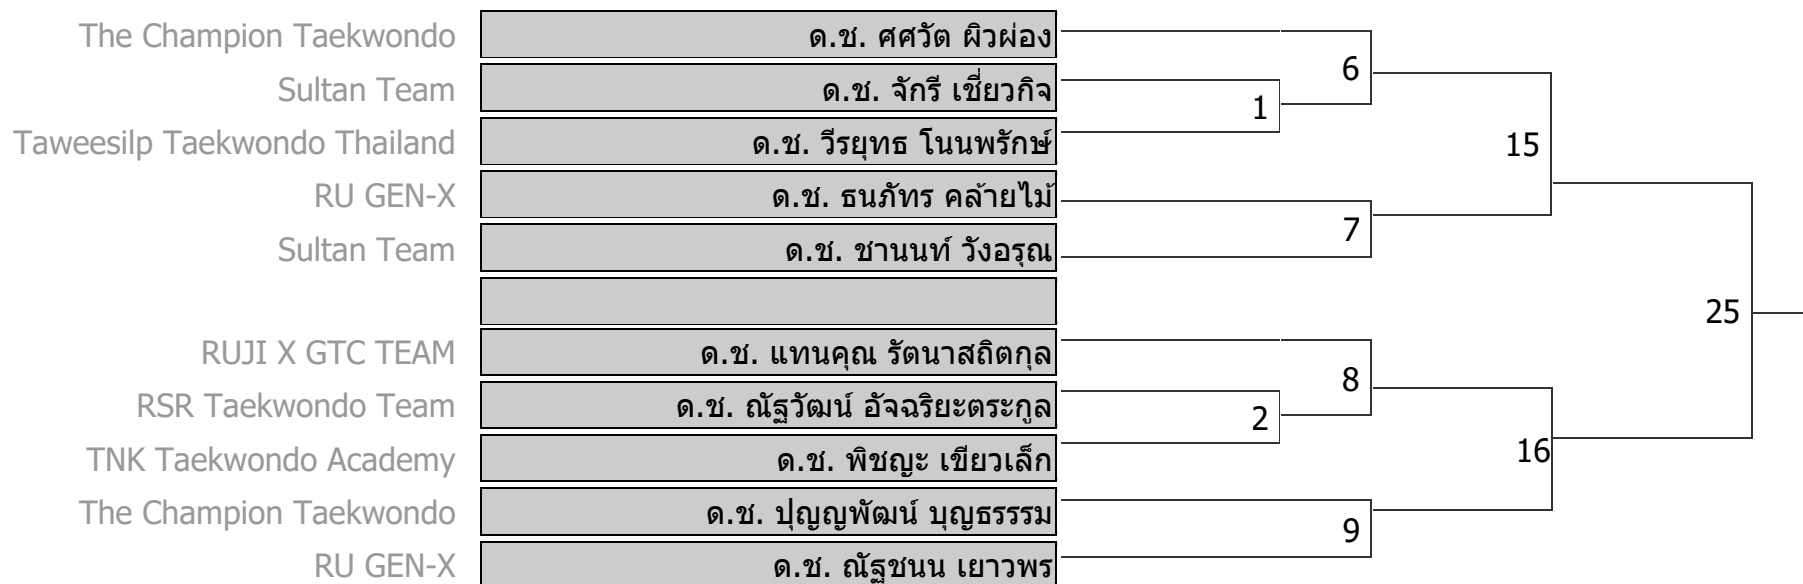 The Champion Taekwondo ด.ช. ศศวัต ผิวผ่อง
6
Sultan Team ด.ช. จักรี เชี่ยวกิจ
1
Taweesilp Taekwondo Thailand ด.ช. วีรยุทธ โนนพรักษ์
15
RU GEN-X ด.ช. ธนภัทร คล้ายไม้
7
Sultan Team ด.ช. ชานนท์ วังอรุณ
25
RUJI X GTC TEAM ด.ช. แทนคุณ รัตนาสถิตกุล
8
RSR Taekwondo Team ด.ช. ณัฐวัฒน์ อัจฉริยะตระกูล
2
TNK Taekwondo Academy ด.ช. พิชญะ เขียวเล็ก
16
The Champion Taekwondo ด.ช. ปุญญพัฒน์ บุญธรรรม
9
RU GEN-X ด.ช. ณัฐชนน เยาวพร